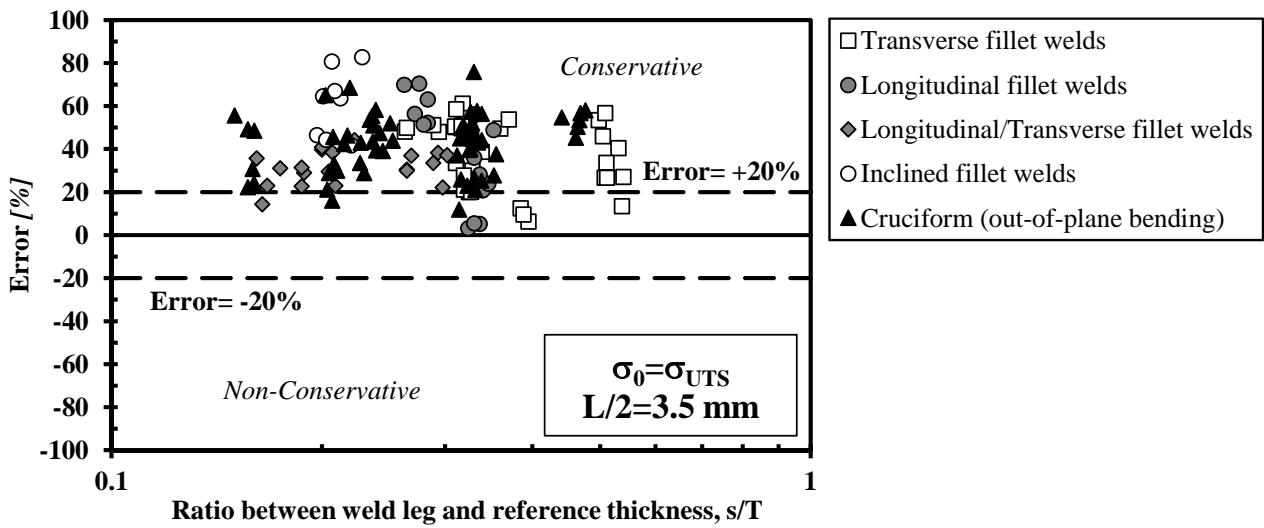 100
80
60
40
20
0
-20
-40
-60
-80
-100
Error [%]
Conservative
Error= +20%
Error= -20%
Non-Conservative
σ0=σUTS
L/2=3.5 mm
0.1
1
Ratio between weld leg and reference thickness, s/T
Transverse fillet welds
Longitudinal fillet welds
Longitudinal/Transverse fillet welds
Inclined fillet welds
Cruciform (out-of-plane bending)